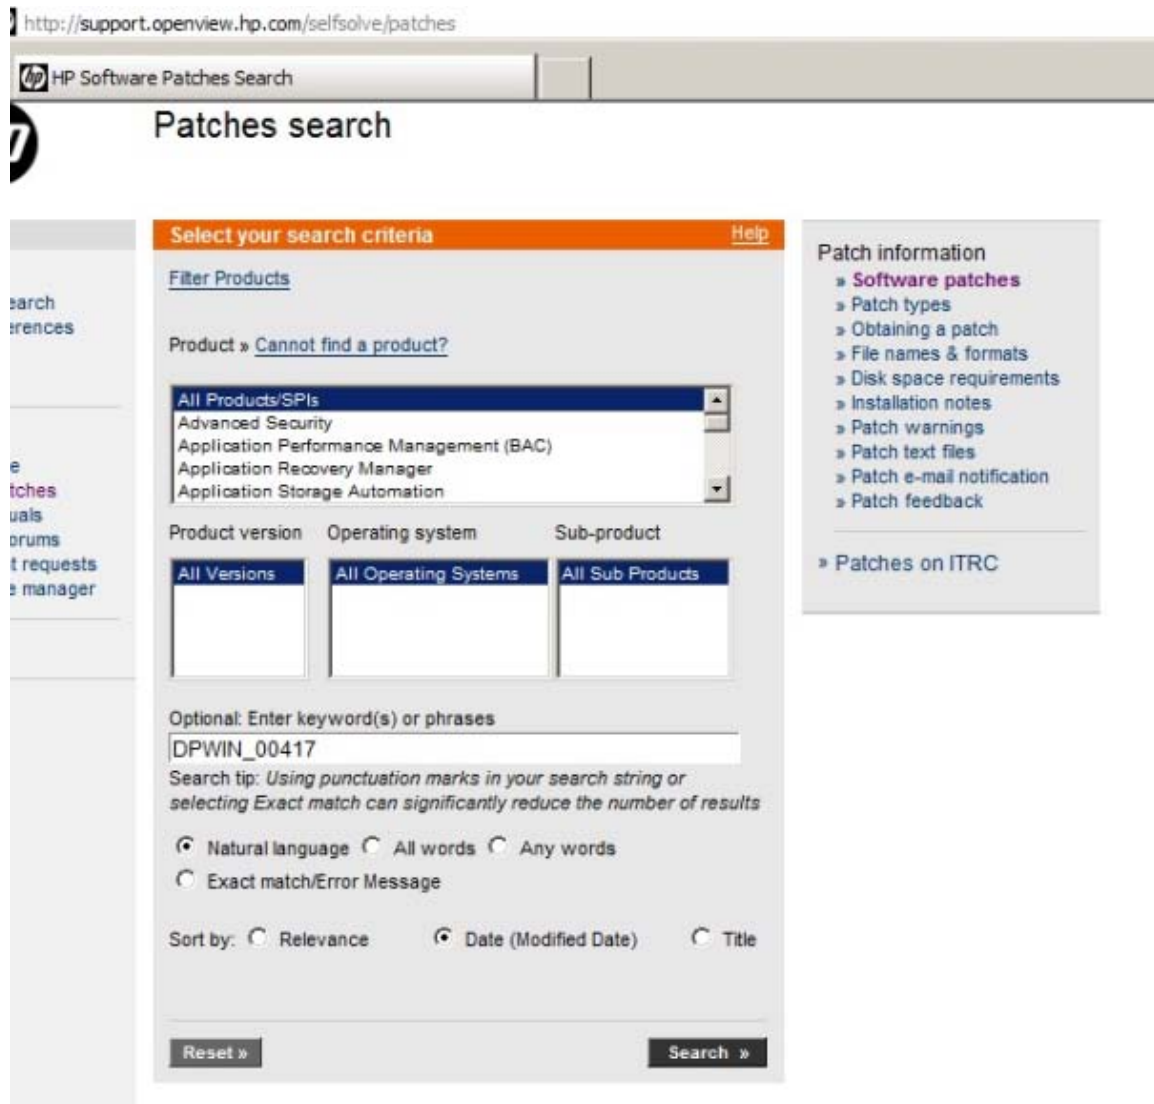 http://support.openview.hp.com/selfsolve/patches
hp HP Software Patches Search
Patches search
Select your search criteria Help
Filter Products
Product » Cannot find a product?
All Products/SPIs
Advanced Security
Application Performance Management (BAC)
Application Recovery Manager
Application Storage Automation
Product version Operating system Sub-product
All Versions All Operating Systems All Sub Products
Optional: Enter keyword(s) or phrases
DPWIN_00417
Search tip: Using punctuation marks in your search string or
selecting Exact match can significantly reduce the number of results
Natural language All words Any words
Exact match/Error Message
Sort by: Relevance Date (Modified Date) Title
Reset » Search »
Patch information
» Software patches
» Patch types
» Obtaining a patch
» File names & formats
» Disk space requirements
» Installation notes
» Patch warnings
» Patch text files
» Patch e-mail notification
» Patch feedback
» Patches on ITRC
earch
erences
e
tches
uals
orums
t requests
e manager